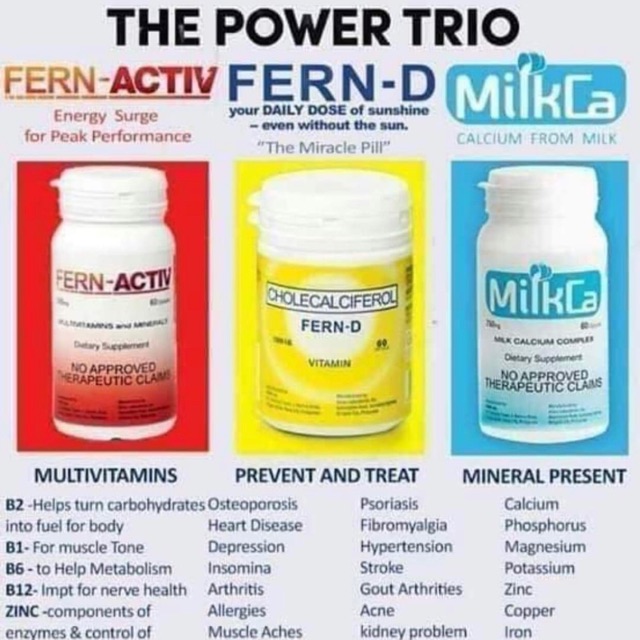 THE POWER TRIO
FERN-ACTIV
Energy Surge
for Peak Performance
FERN-D
your DAILY DOSE of sunshine
– even without the sun.
"The Miracle Pill"
MilkCa
CALCIUM FROM MILK
FERN-ACTIV
MULTIVITAMINS and MINERALS
Dietary Supplement
NO APPROVED
THERAPEUTIC CLAIMS
CHOLECALCIFEROL
FERN-D
60
VITAMIN
MilkCa
MILK CALCIUM COMPLEX
Dietary Supplement
NO APPROVED
THERAPEUTIC CLAIMS
MULTIVITAMINS
B2 -Helps turn carbohydrates
into fuel for body
B1- For muscle Tone
B6 - to Help Metabolism
B12- Impt for nerve health
ZINC -components of
enzymes & control of
PREVENT AND TREAT
Osteoporosis
Heart Disease
Depression
Insomina
Arthritis
Allergies
Muscle Aches
Psoriasis
Fibromyalgia
Hypertension
Stroke
Gout Arthrities
Acne
kidney problem
MINERAL PRESENT
Calcium
Phosphorus
Magnesium
Potassium
Zinc
Copper
Iron